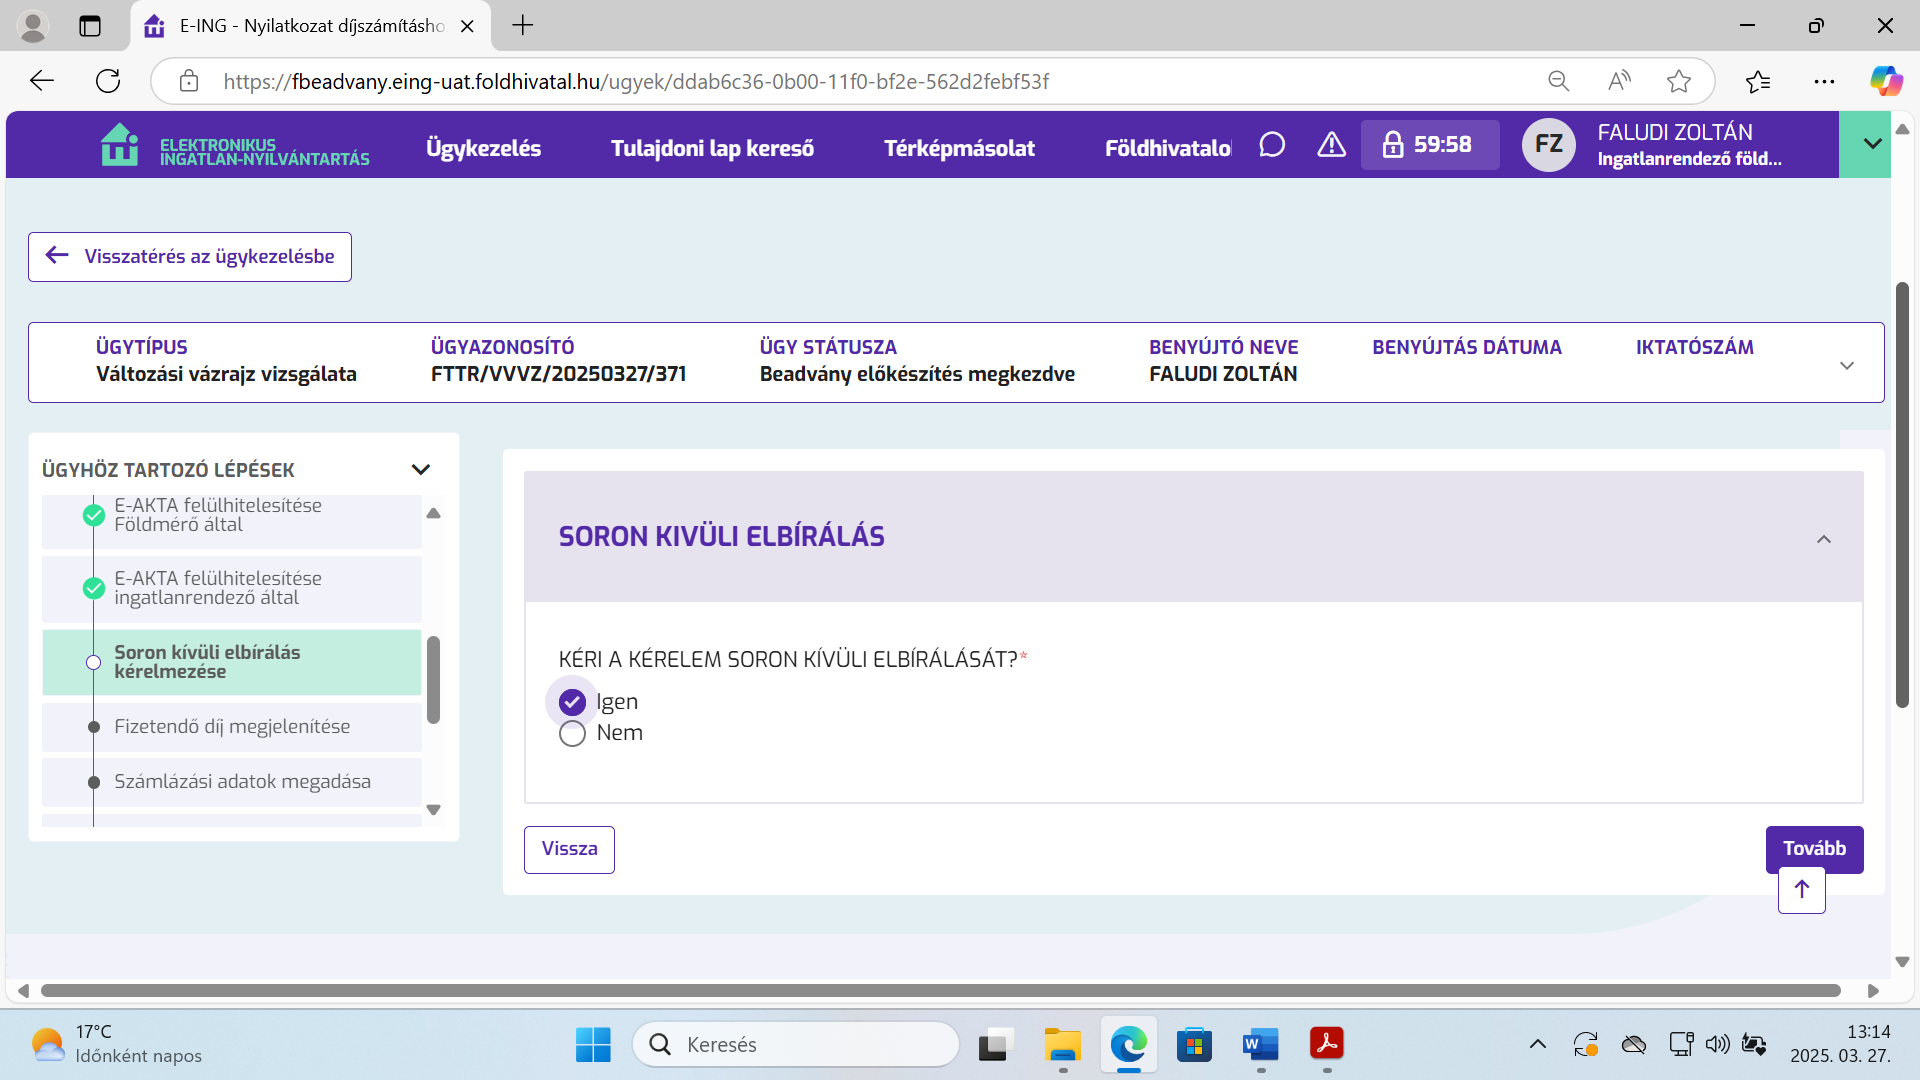 E-ING - Nyilatkozat díjszámításho
https://fbeadvany.eing-uat.foldhivatal.hu/ugyek/ddab6c36-0b00-11f0-bf2e-562d2febf53f
ELEKTRONIKUS
INGATLAN-NYILVÁNTARTÁS
Ügykezelés
Tulajdoni lap kereső
Térképmásolat
Földhivatalo
59:58
FZ
FALUDI ZOLTÁN
Ingatlanrendező föld...
Visszatérés az ügykezelésbe
ÜGYTÍPUS
Változási vázrajz vizsgálata
ÜGYAZONOSÍTÓ
FTTR/VVVZ/20250327/371
ÜGY STÁTUSZA
Beadvány előkészítés megkezdve
BENYÚJTÓ NEVE
FALUDI ZOLTÁN
BENYÚJTÁS DÁTUMA
IKTATÓSZÁM
ÜGYHÖZ TARTOZÓ LÉPÉSEK
E-AKTA felülhitelesítése
Földmérő által
E-AKTA felülhitelesítése
ingatlanrendező által
Soron kívüli elbírálás
kérelmezése
Fizetendő díj megjelenítése
Számlázási adatok megadása
SORON KIVÜLI ELBÍRÁLÁS
KÉRI A KÉRELEM SORON KÍVÜLI ELBÍRÁLÁSÁT?*
Igen
Nem
Vissza
Tovább
17°C
Időnként napos
Keresés
13:14
2025. 03. 27.